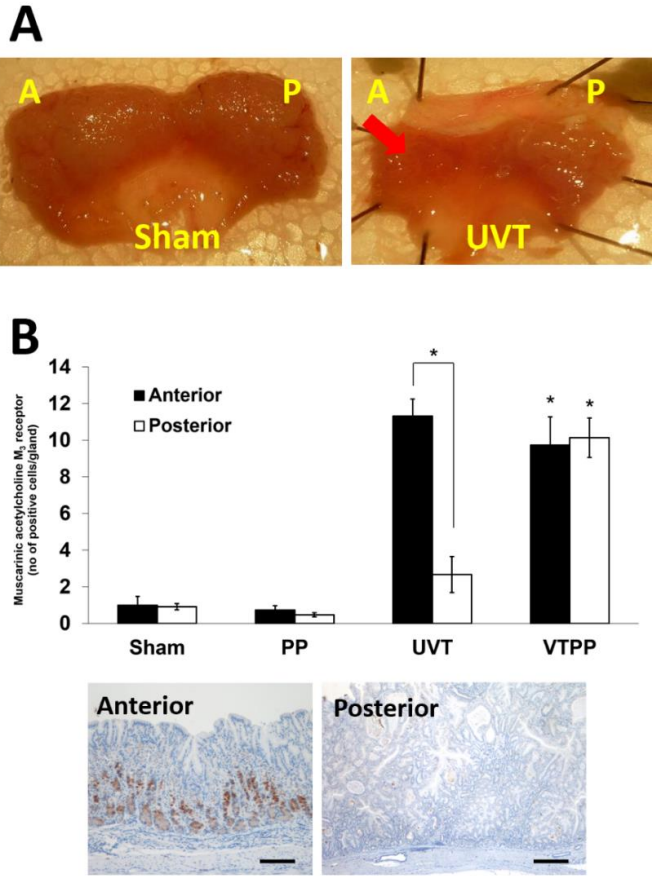 A
A
P
A
P
Sham
UVT
B
Muscarinic acetylcholine M3 receptor
(no of positive cells/gland)
14
12
10
8
6
4
2
0
Anterior
Posterior
*
*
*
Sham
PP
UVT
VTPP
Anterior
Posterior